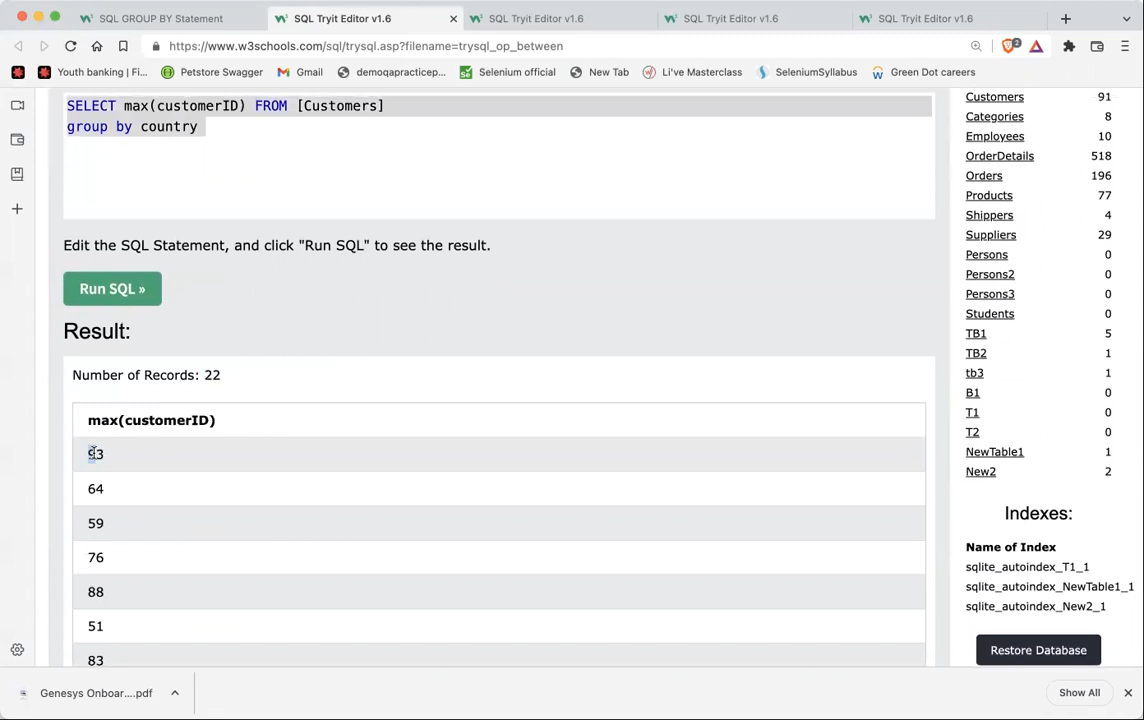 SQL GROUP BY Statement
SQL Tryit Editor v1.6
SQL Tryit Editor v1.6
SQL Tryit Editor v1.6
SQL Tryit Editor v1.6
https://www.w3schools.com/sql/trysql.asp?filename=trysql_op_between
2
Youth banking | Fi...
Petstore Swagger
Gmail
demoqapracticep...
Selenium official
New Tab
Li've Masterclass
SeleniumSyllabus
Green Dot careers
SELECT max(customerID) FROM [Customers]
group by country
Edit the SQL Statement, and click "Run SQL" to see the result.
Run SQL »
Result:
Number of Records: 22
max(customerID)
93
64
59
76
88
51
83
Customers 91
Categories 8
Employees 10
OrderDetails 518
Orders 196
Products 77
Shippers 4
Suppliers 29
Persons 0
Persons2 0
Persons3 0
Students 0
TB1 5
TB2 1
tb3 1
B1 0
T1 0
T2 0
NewTable1 1
New2 2
Indexes:
Name of Index
sqlite_autoindex_T1_1
sqlite_autoindex_NewTable1_1
sqlite_autoindex_New2_1
Restore Database
Genesys Onboar....pdf
Show All